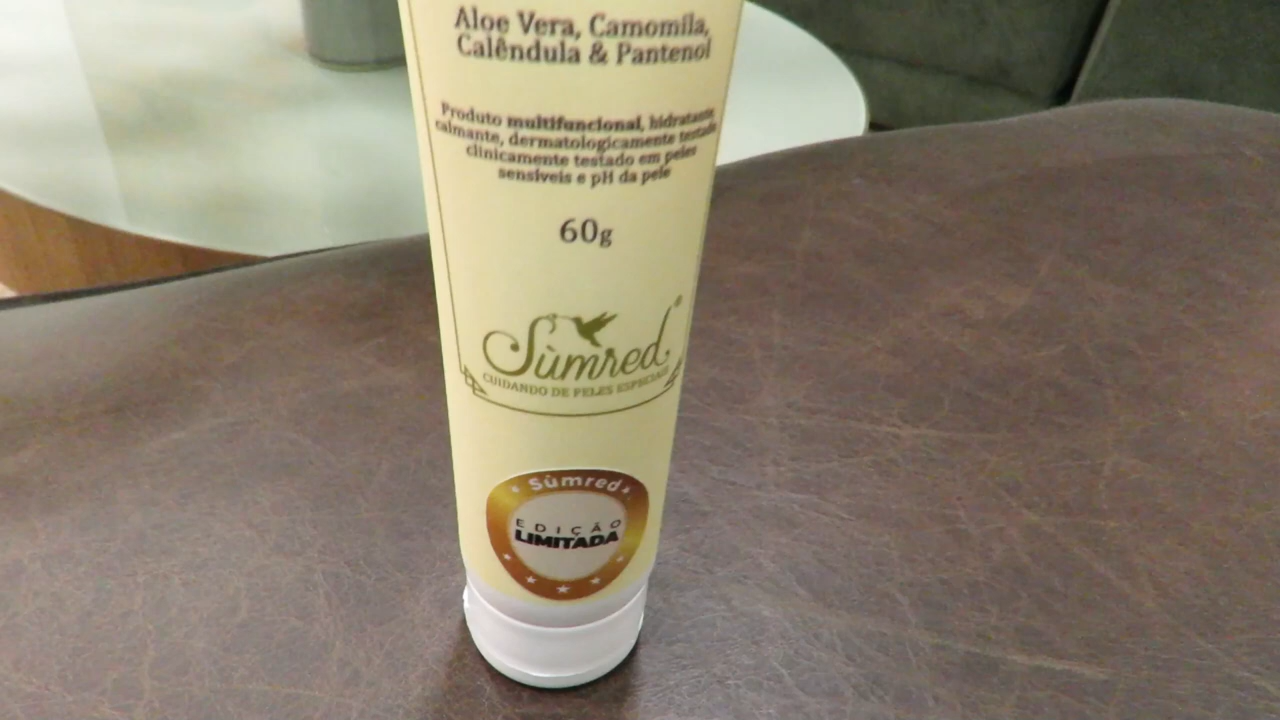 Aloe Vera, Camomila,
Calêndula & Pantenol
Produto multifuncional, hidratante,
calmante, dermatologicamente testado
clinicamente testado em peles
sensíveis e pH da pele
60g
Sùmred
CUIDANDO DE PELES ESPECIAIS
Sùmred
EDIÇÃO
LIMITADA